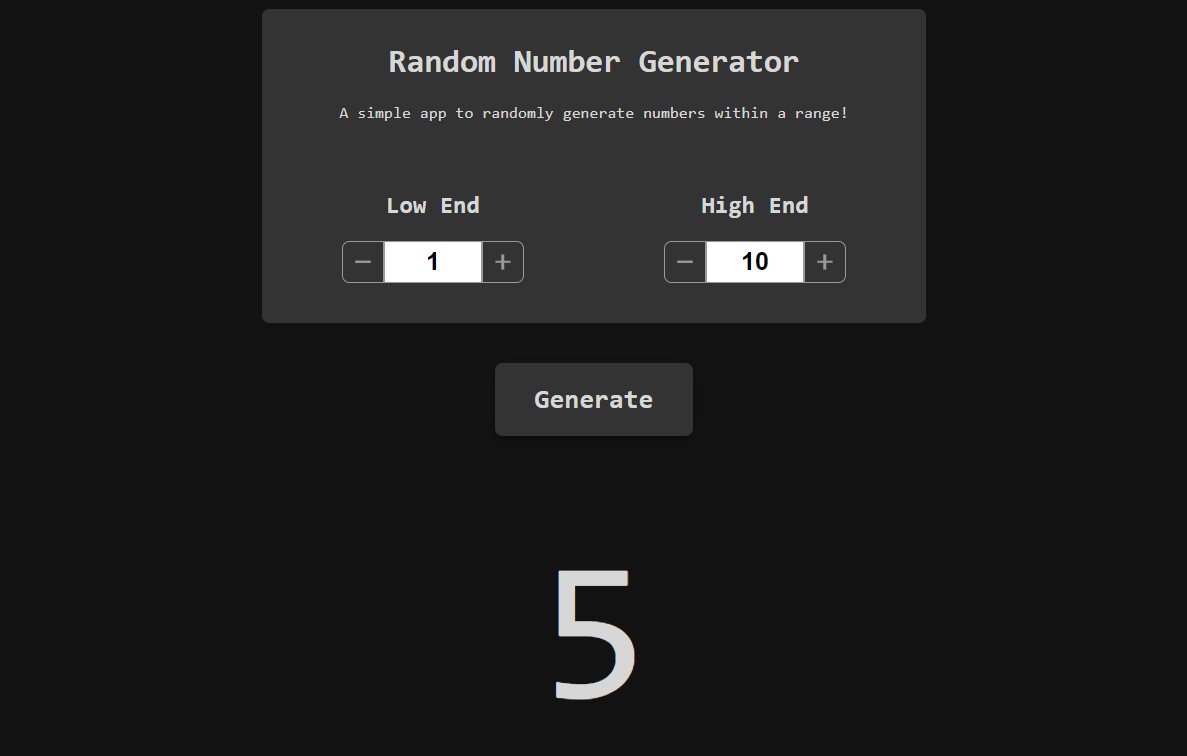 Random Number Generator
A simple app to randomly generate numbers within a range!
Low End
High End
− 1 +
− 10 +
Generate
5